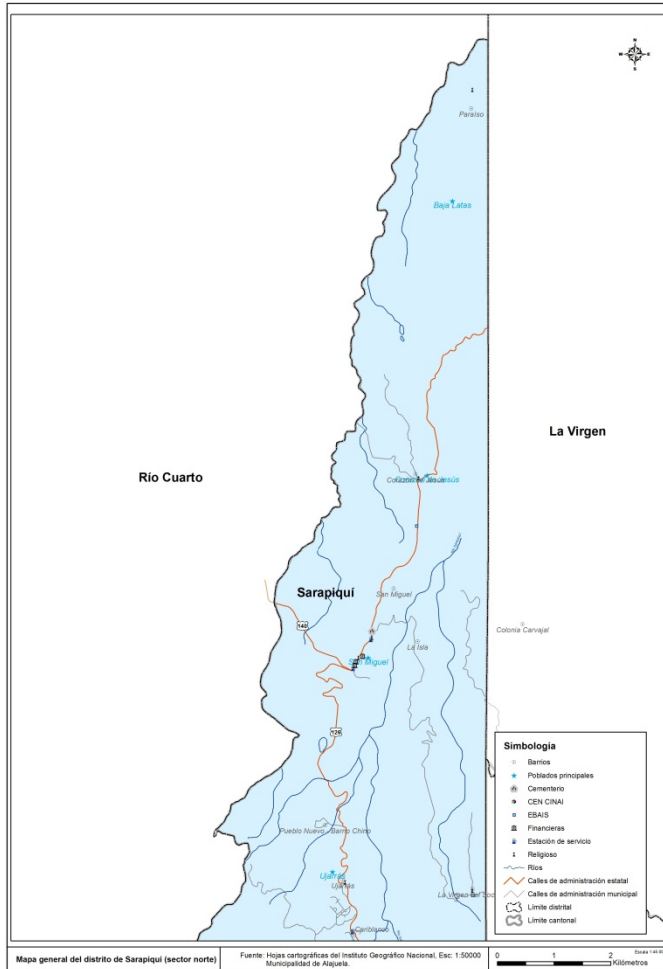 N
W
E
S
Paraíso
Baja Latas
La Virgen
Río Cuarto
Sarapiquí
San Miguel
Colonia Carvajal
La Isla
140
San Miguel
126
Pueblo Nuevo - Barrio Chino
Ujarrás
Ujarrás
Cariblanco
Simbología
Barrios
Poblados principales
Cementerio
CEN CINAI
EBAIS
Financieras
Estación de servicio
Religioso
Ríos
Calles de administración estatal
Calles de administración municipal
Límite distrital
Límite cantonal
Mapa general del distrito de Sarapiquí (sector norte)
Fuente: Hojas cartográficas del Instituto Geográfico Nacional, Esc: 1:50000
Municipalidad de Alajuela.
0 1 2
Kilómetros